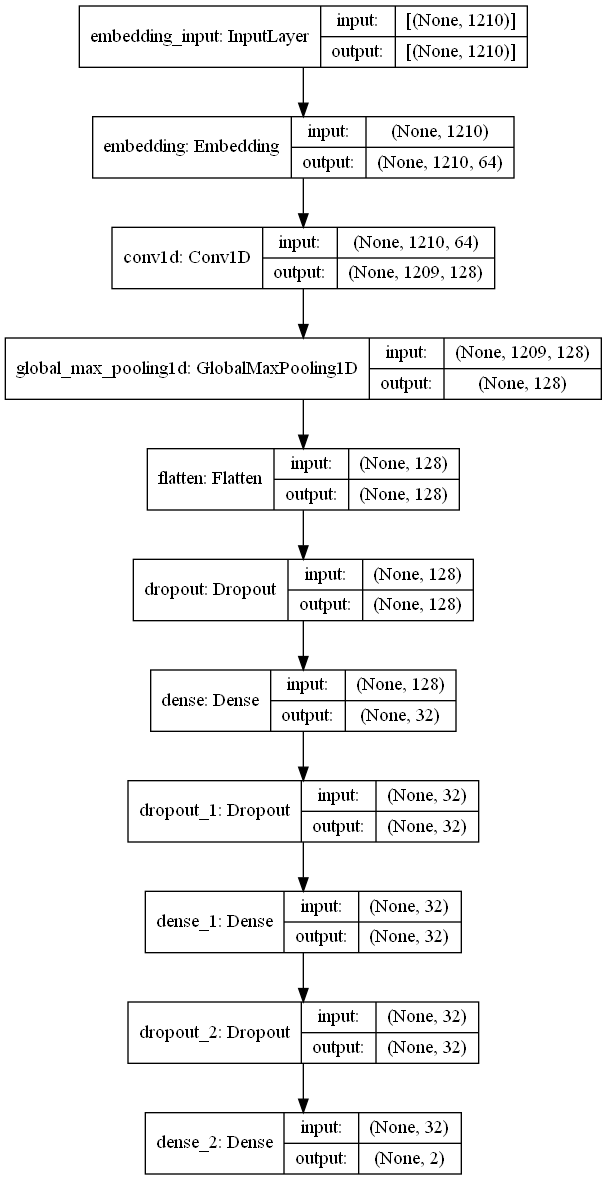 embedding_input: InputLayer
input: [(None, 1210)]
output: [(None, 1210)]
embedding: Embedding
input: (None, 1210)
output: (None, 1210, 64)
conv1d: Conv1D
input: (None, 1210, 64)
output: (None, 1209, 128)
global_max_pooling1d: GlobalMaxPooling1D
input: (None, 1209, 128)
output: (None, 128)
flatten: Flatten
input: (None, 128)
output: (None, 128)
dropout: Dropout
input: (None, 128)
output: (None, 128)
dense: Dense
input: (None, 128)
output: (None, 32)
dropout_1: Dropout
input: (None, 32)
output: (None, 32)
dense_1: Dense
input: (None, 32)
output: (None, 32)
dropout_2: Dropout
input: (None, 32)
output: (None, 32)
dense_2: Dense
input: (None, 32)
output: (None, 2)